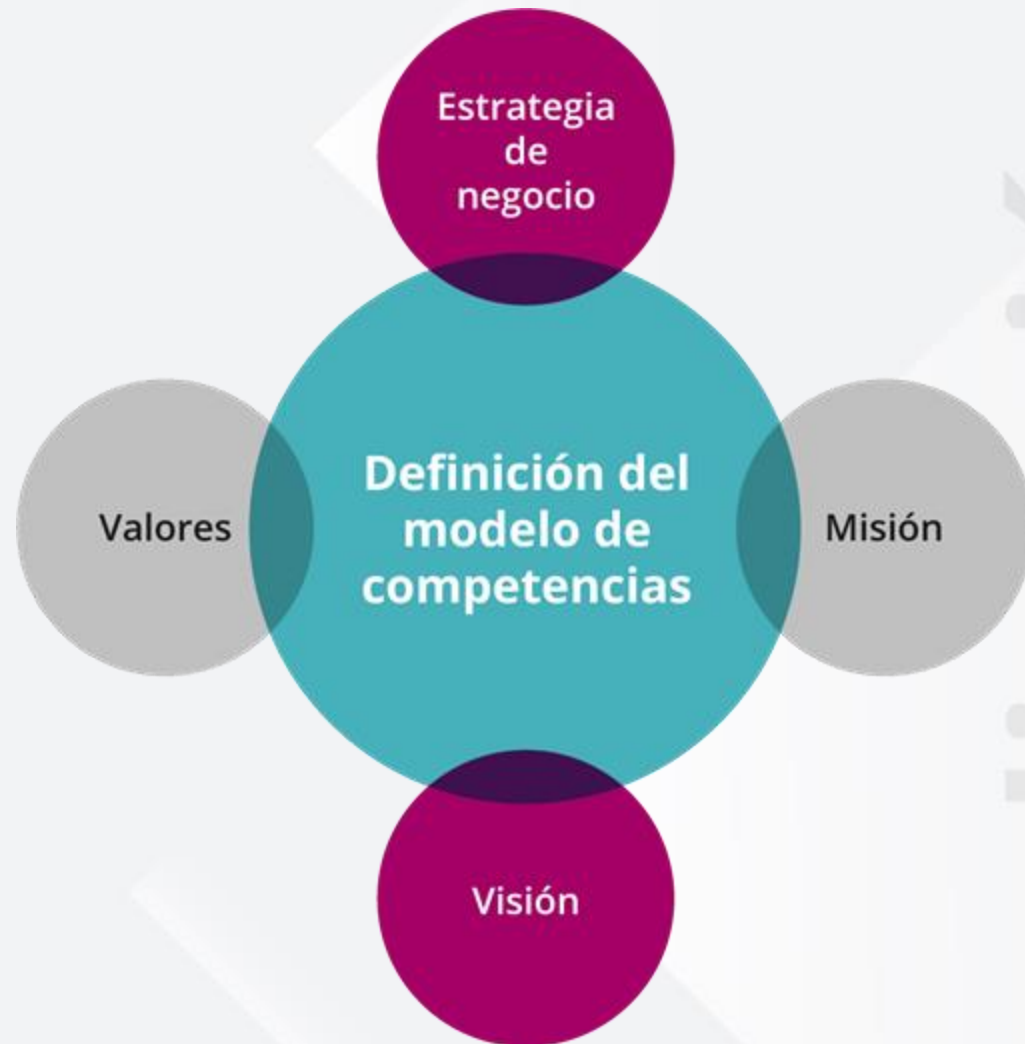 Estrategia
de
negocio
Valores
Definición del
modelo de
competencias
Misión
Visión